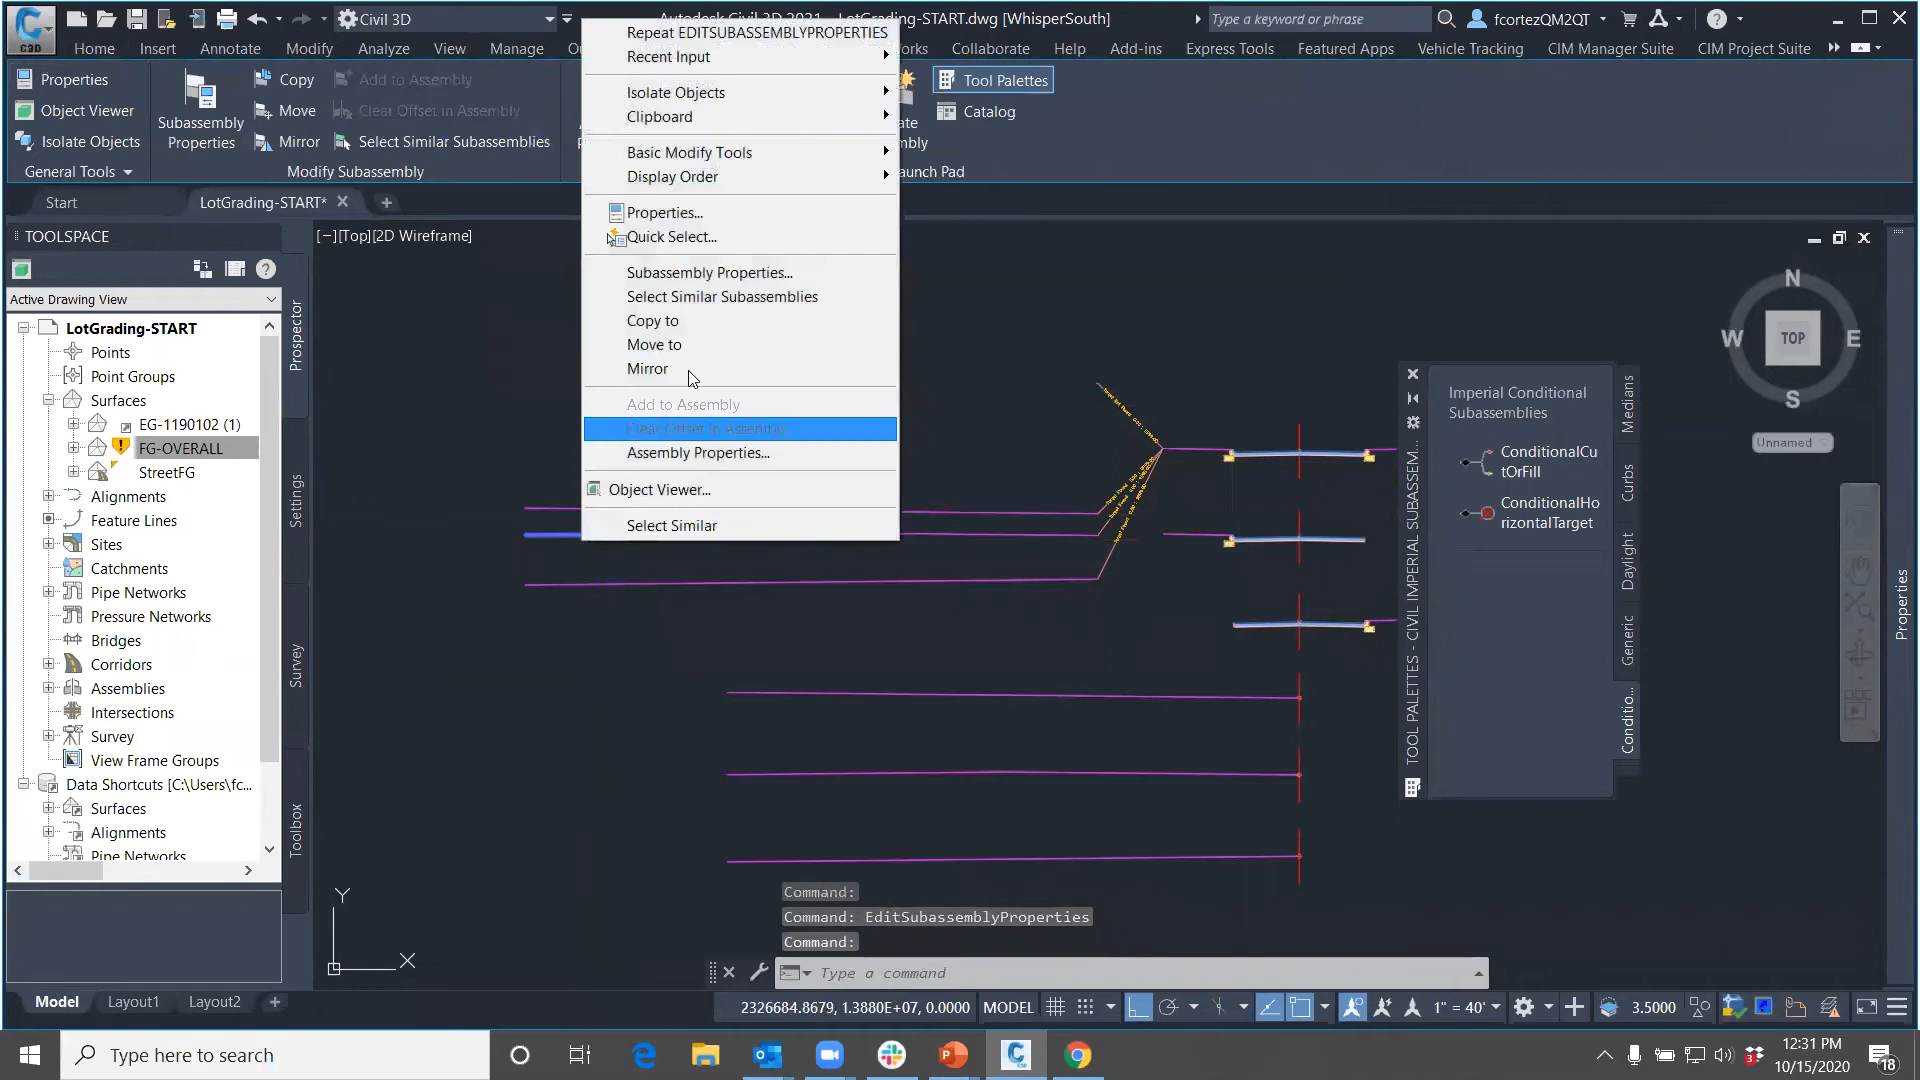 Civil 3D
Autodesk Civil 3D 2021
LotGrading-START.dwg [WhisperSouth]
Type a keyword or phrase
fcortezQM2QT
C3D
Home
Insert
Annotate
Modify
Analyze
View
Manage
Collaborate
Help
Add-ins
Express Tools
Featured Apps
Vehicle Tracking
CIM Manager Suite
CIM Project Suite
Properties
Object Viewer
Isolate Objects
General Tools
Subassembly
Properties
Copy
Move
Mirror
Add to Assembly
Clear Offset in Assembly
Select Similar Subassemblies
Modify Subassembly
Tool Palettes
Catalog
Start
LotGrading-START*
[−][Top][2D Wireframe]
TOOLSPACE
Active Drawing View
LotGrading-START
Points
Point Groups
Surfaces
EG-1190102 (1)
FG-OVERALL
StreetFG
Alignments
Feature Lines
Sites
Catchments
Pipe Networks
Pressure Networks
Bridges
Corridors
Assemblies
Intersections
Survey
View Frame Groups
Data Shortcuts [C:\Users\fc...
Surfaces
Alignments
Pipe Networks
Prospector
Settings
Survey
Toolbox
Repeat EDITSUBASSEMBLYPROPERTIES
Recent Input
Isolate Objects
Clipboard
Basic Modify Tools
Display Order
Properties...
Quick Select...
Subassembly Properties...
Select Similar Subassemblies
Copy to
Move to
Mirror
Add to Assembly
Clear Offset in Assembly
Assembly Properties...
Object Viewer...
Select Similar
N
W
TOP
E
S
Unnamed
TOOL PALETTES - CIVIL IMPERIAL SUBASSEM...
Imperial Conditional
Subassemblies
ConditionalCu
tOrFill
ConditionalHo
rizontalTarget
Medians
Curbs
Daylight
Generic
Conditio...
Properties
Y
X
Command:
Command: EditSubassemblyProperties
Command:
Type a command
Model
Layout1
Layout2
2326684.8679, 1.3880E+07, 0.0000
MODEL
1" = 40'
3.5000
Type here to search
12:31 PM
10/15/2020
18